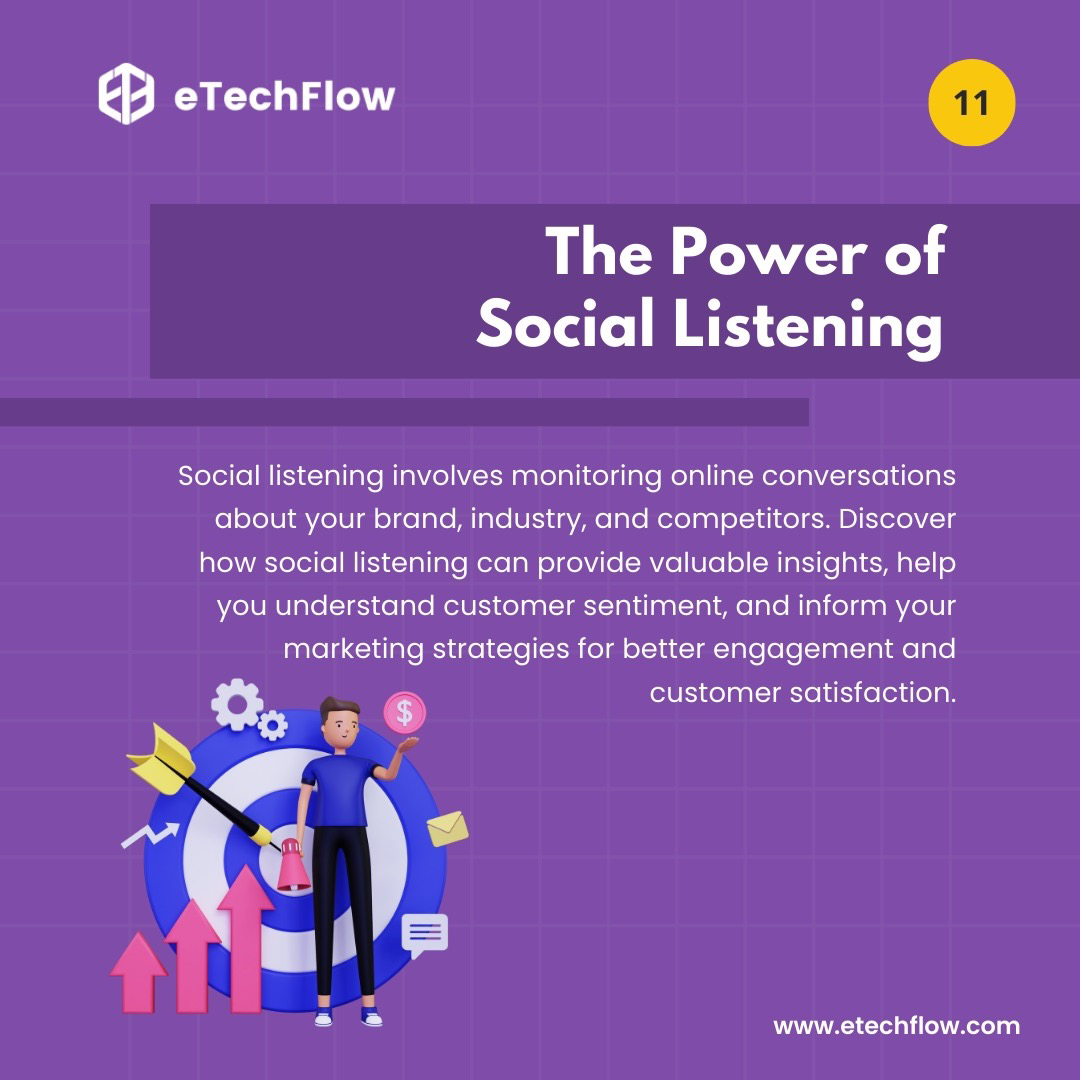 eTechFlow
11
The Power of
Social Listening
Social listening involves monitoring online conversations
about your brand, industry, and competitors. Discover
how social listening can provide valuable insights, help
you understand customer sentiment, and inform your
marketing strategies for better engagement and
customer satisfaction.
$
www.etechflow.com